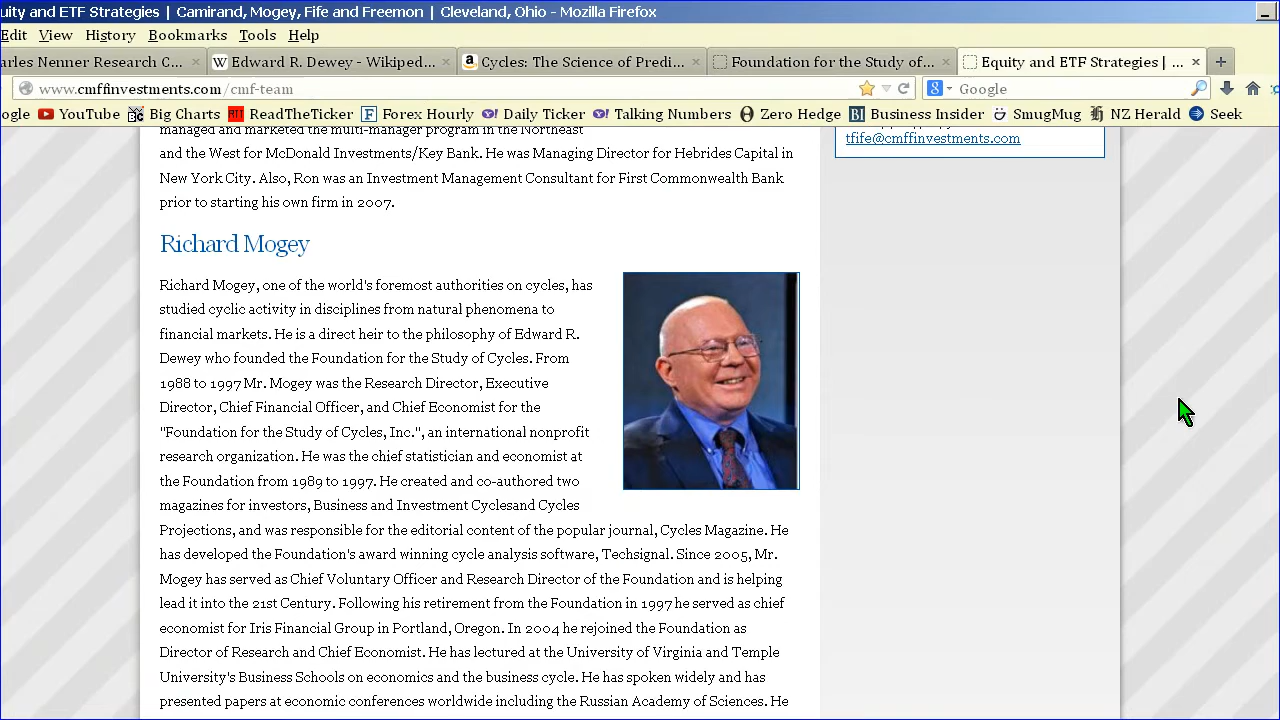 uity and ETF Strategies | Camirand, Mogey, Fife and Freemon | Cleveland, Ohio - Mozilla Firefox
Edit View History Bookmarks Tools Help
arles Nenner Research C... × W Edward R. Dewey - Wikiped... × a Cycles: The Science of Predi... × Foundation for the Study of... × Equity and ETF Strategies | ... × +
www.cmffinvestments.com/cmf-team Google
ogle YouTube Big Charts RTT ReadTheTicker F Forex Hourly Daily Ticker Talking Numbers Zero Hedge BI Business Insider SmugMug NZ Herald Seek
managed and marketed the multi-manager program in the Northeast
and the West for McDonald Investments/Key Bank. He was Managing Director for Hebrides Capital in
New York City. Also, Ron was an Investment Management Consultant for First Commonwealth Bank
prior to starting his own firm in 2007.
tfife@cmffinvestments.com
Richard Mogey
Richard Mogey, one of the world's foremost authorities on cycles, has
studied cyclic activity in disciplines from natural phenomena to
financial markets. He is a direct heir to the philosophy of Edward R.
Dewey who founded the Foundation for the Study of Cycles. From
1988 to 1997 Mr. Mogey was the Research Director, Executive
Director, Chief Financial Officer, and Chief Economist for the
"Foundation for the Study of Cycles, Inc.", an international nonprofit
research organization. He was the chief statistician and economist at
the Foundation from 1989 to 1997. He created and co-authored two
magazines for investors, Business and Investment Cyclesand Cycles
Projections, and was responsible for the editorial content of the popular journal, Cycles Magazine. He
has developed the Foundation's award winning cycle analysis software, Techsignal. Since 2005, Mr.
Mogey has served as Chief Voluntary Officer and Research Director of the Foundation and is helping
lead it into the 21st Century. Following his retirement from the Foundation in 1997 he served as chief
economist for Iris Financial Group in Portland, Oregon. In 2004 he rejoined the Foundation as
Director of Research and Chief Economist. He has lectured at the University of Virginia and Temple
University's Business Schools on economics and the business cycle. He has spoken widely and has
presented papers at economic conferences worldwide including the Russian Academy of Sciences. He